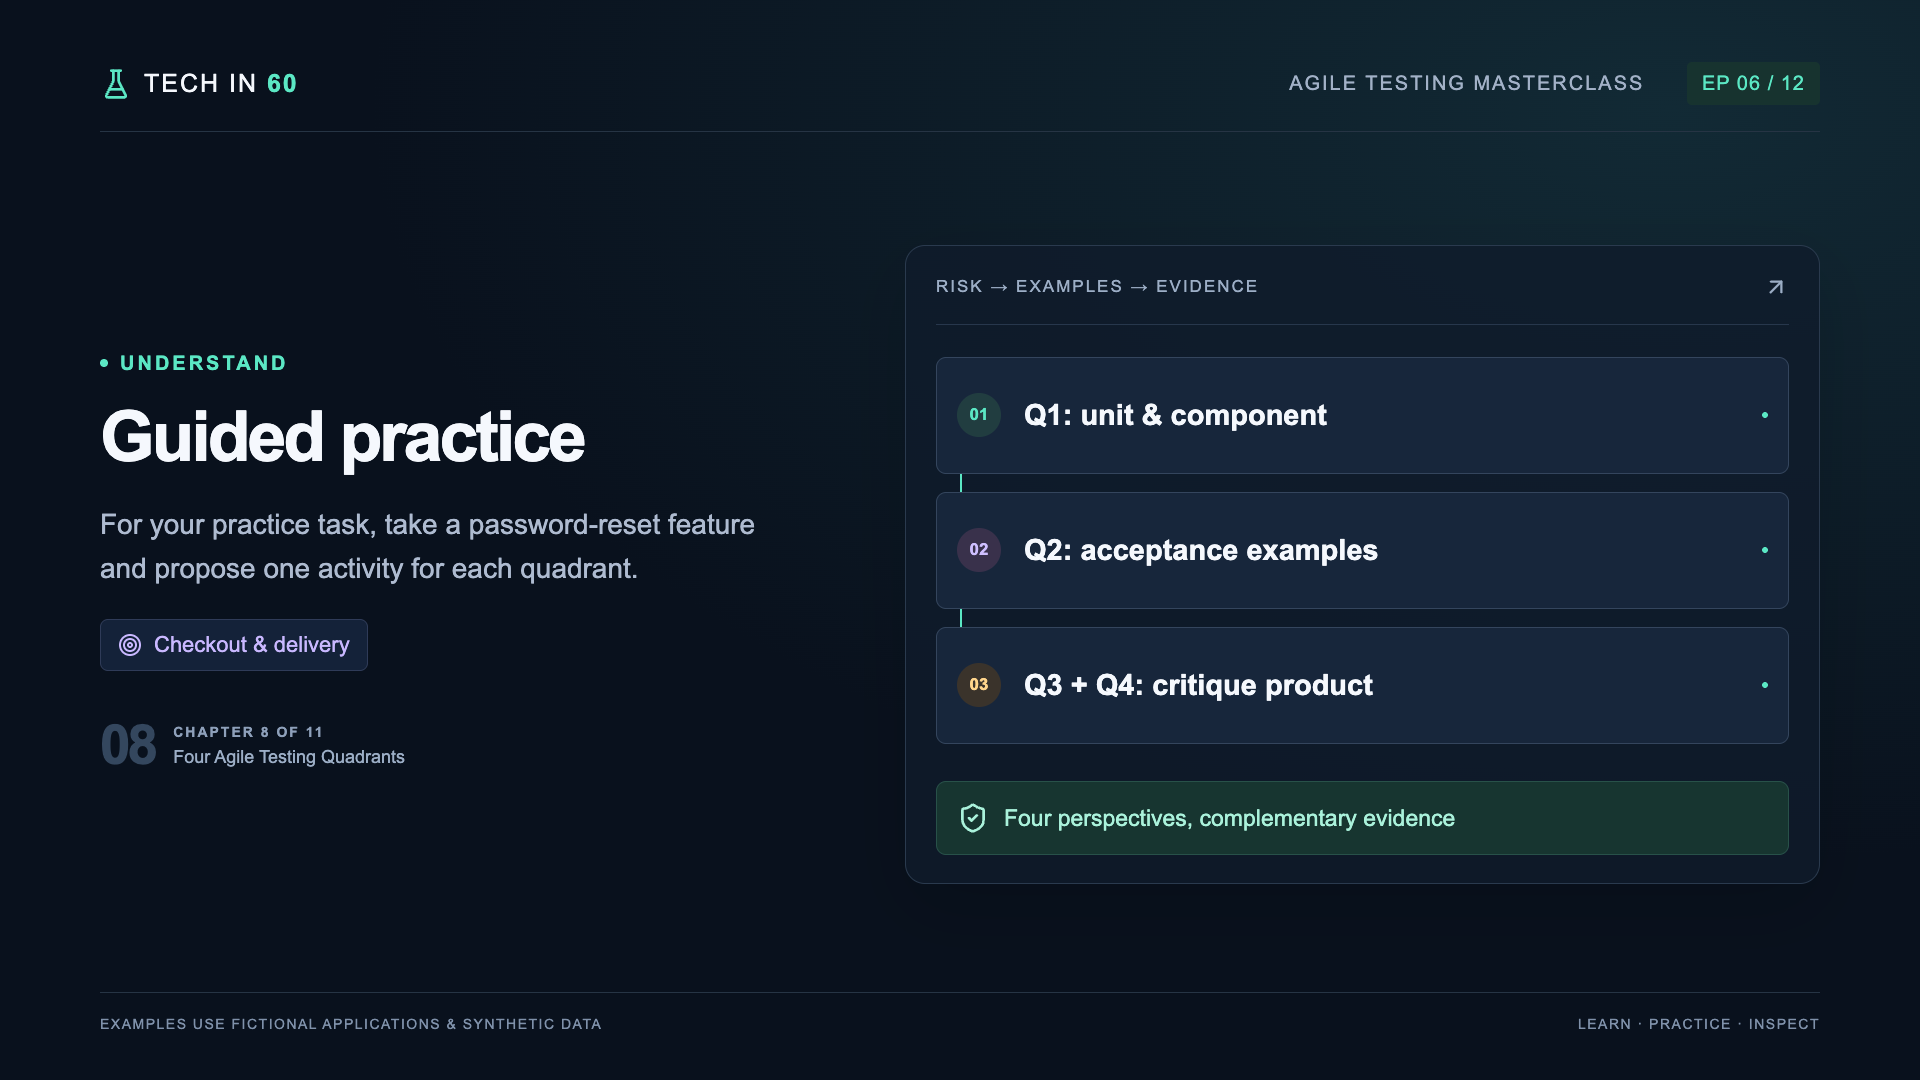 TECH IN 60
AGILE TESTING MASTERCLASS
EP 06 / 12
UNDERSTAND
Guided practice
For your practice task, take a password-reset feature
and propose one activity for each quadrant.
Checkout & delivery
08
CHAPTER 8 OF 11
Four Agile Testing Quadrants
RISK → EXAMPLES → EVIDENCE
01
Q1: unit & component
02
Q2: acceptance examples
03
Q3 + Q4: critique product
Four perspectives, complementary evidence
EXAMPLES USE FICTIONAL APPLICATIONS & SYNTHETIC DATA
LEARN · PRACTICE · INSPECT